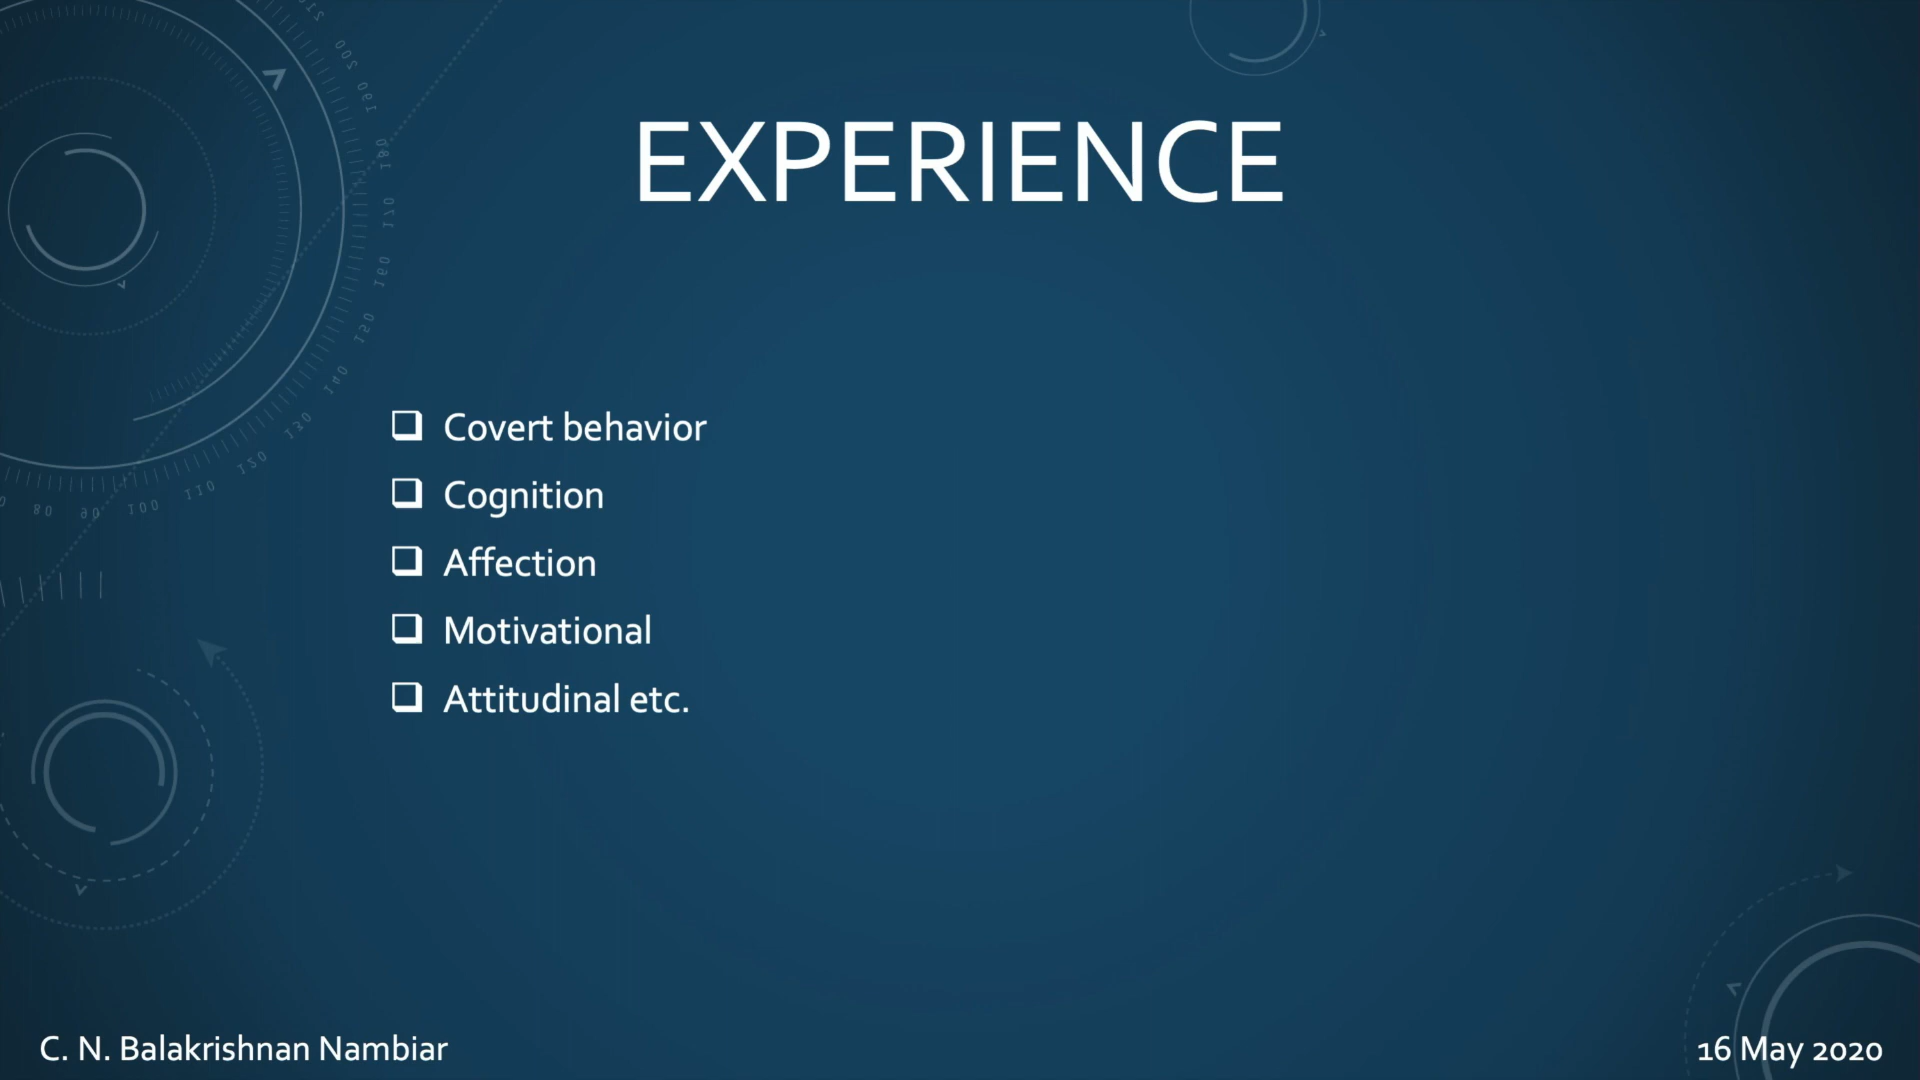 EXPERIENCE
Covert behavior
Cognition
Affection
Motivational
Attitudinal etc.
C. N. Balakrishnan Nambiar
16 May 2020